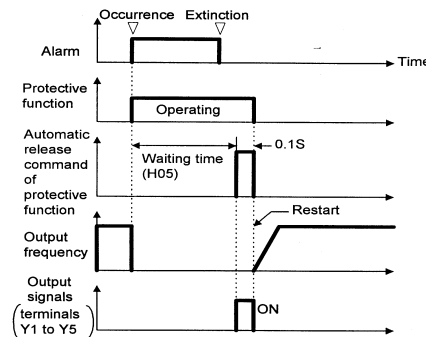 Occurrence Extinction
Alarm
Time
Protective
function
Operating
Automatic
release
command
of
protective
function
Waiting time
(H05)
0.1S
Restart
Output
frequency
Output
signals
(terminals
Y1 to Y5)
ON